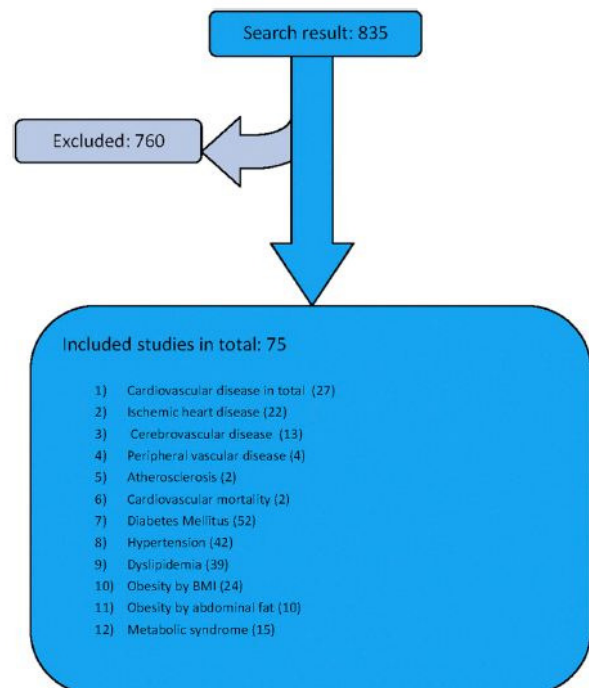 Search result: 835
Excluded: 760
Included studies in total: 75
1) Cardiovascular disease in total (27)
2) Ischemic heart disease (22)
3) Cerebrovascular disease (13)
4) Peripheral vascular disease (4)
5) Atherosclerosis (2)
6) Cardiovascular mortality (2)
7) Diabetes Mellitus (52)
8) Hypertension (42)
9) Dyslipidemia (39)
10) Obesity by BMI (24)
11) Obesity by abdominal fat (10)
12) Metabolic syndrome (15)